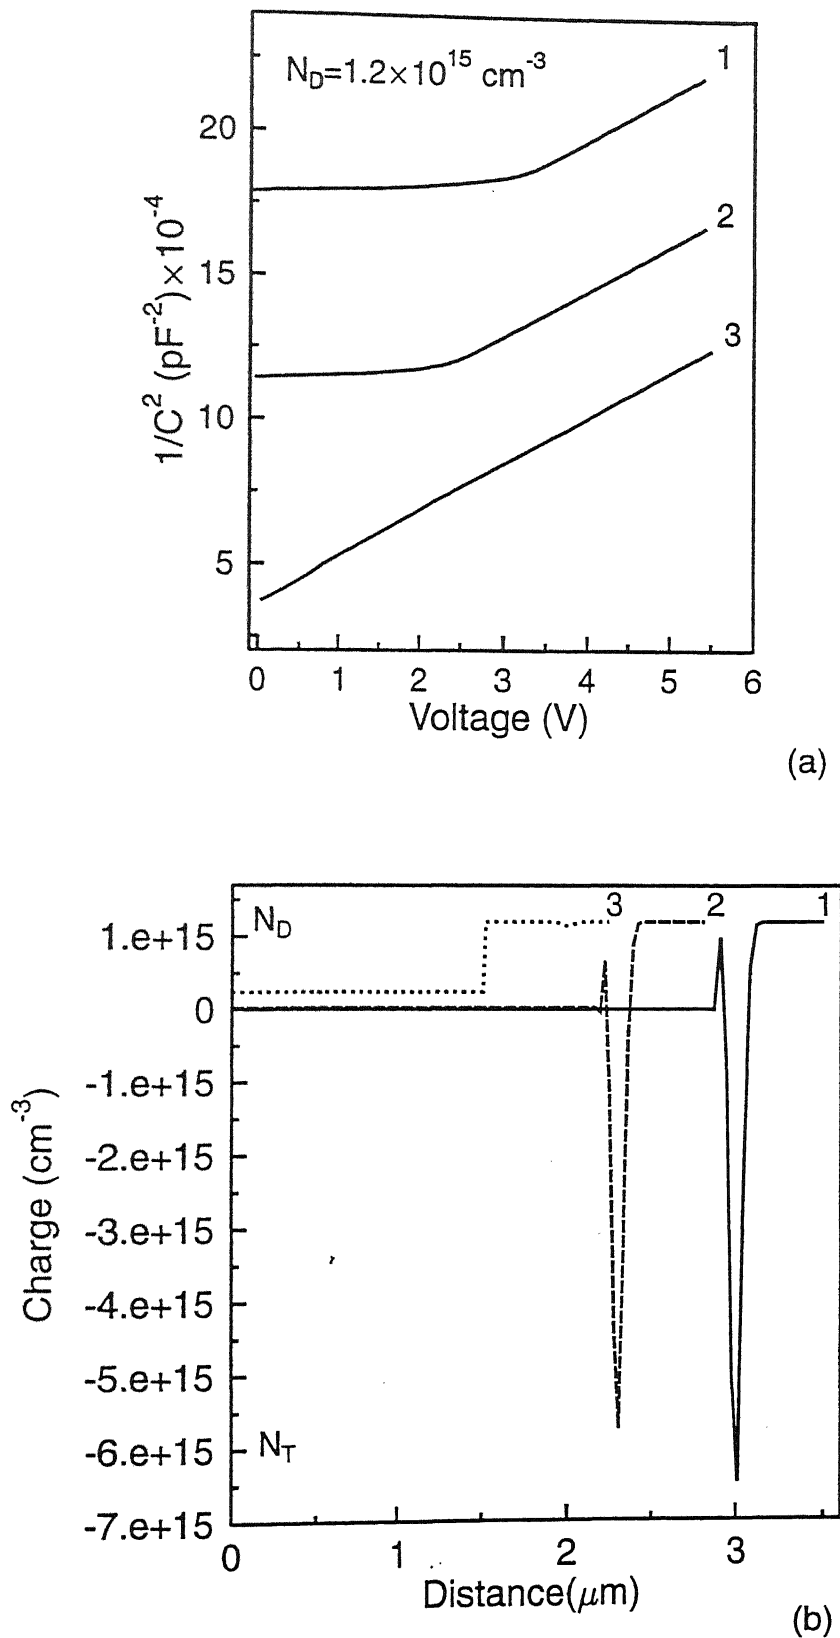 N_D=1.2×10^15 cm^-3
1
20
2
15
3
10
5
1/C^2 (pF^-2)×10^-4
0 1 2 3 4 5 6
Voltage (V)
(a)
N_D
3 2 1
1.e+15
0
-1.e+15
-2.e+15
-3.e+15
-4.e+15
-5.e+15
-6.e+15
N_T
-7.e+15
Charge (cm^-3)
0 1 2 3
Distance(μm)
(b)